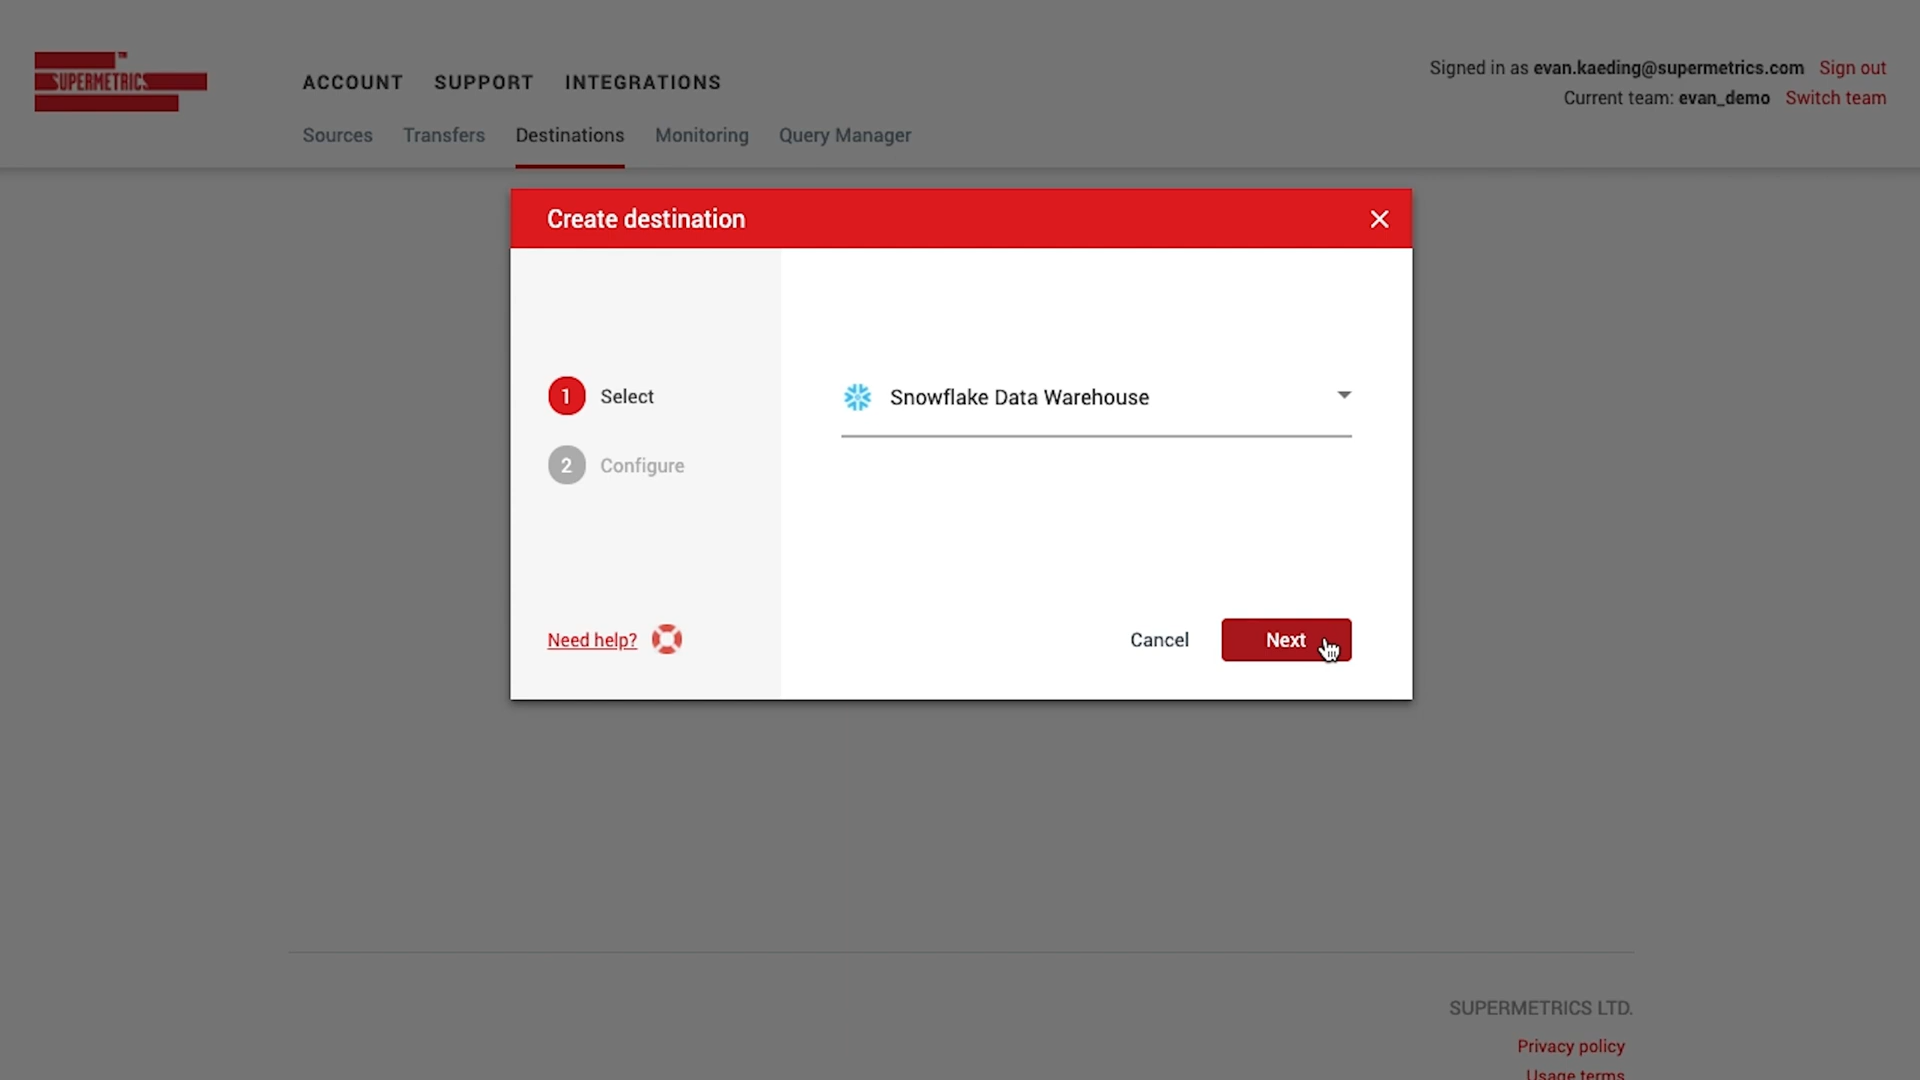 SUPERMETRICS™
ACCOUNT SUPPORT INTEGRATIONS
Signed in as evan.kaeding@supermetrics.com Sign out
Current team: evan_demo Switch team
Sources Transfers Destinations Monitoring Query Manager
Create destination
1 Select
Snowflake Data Warehouse
2 Configure
Need help?
Cancel Next
SUPERMETRICS LTD.
Privacy policy
Usage terms